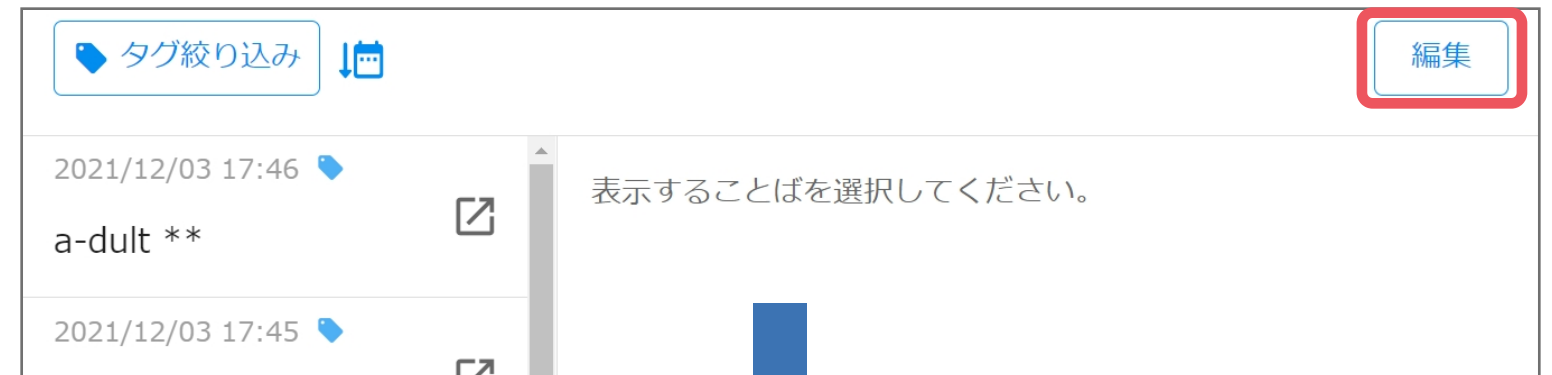 タグ絞り込み
編集
2021/12/03 17:46
a-dult **
表示することばを選択してください。
2021/12/03 17:45